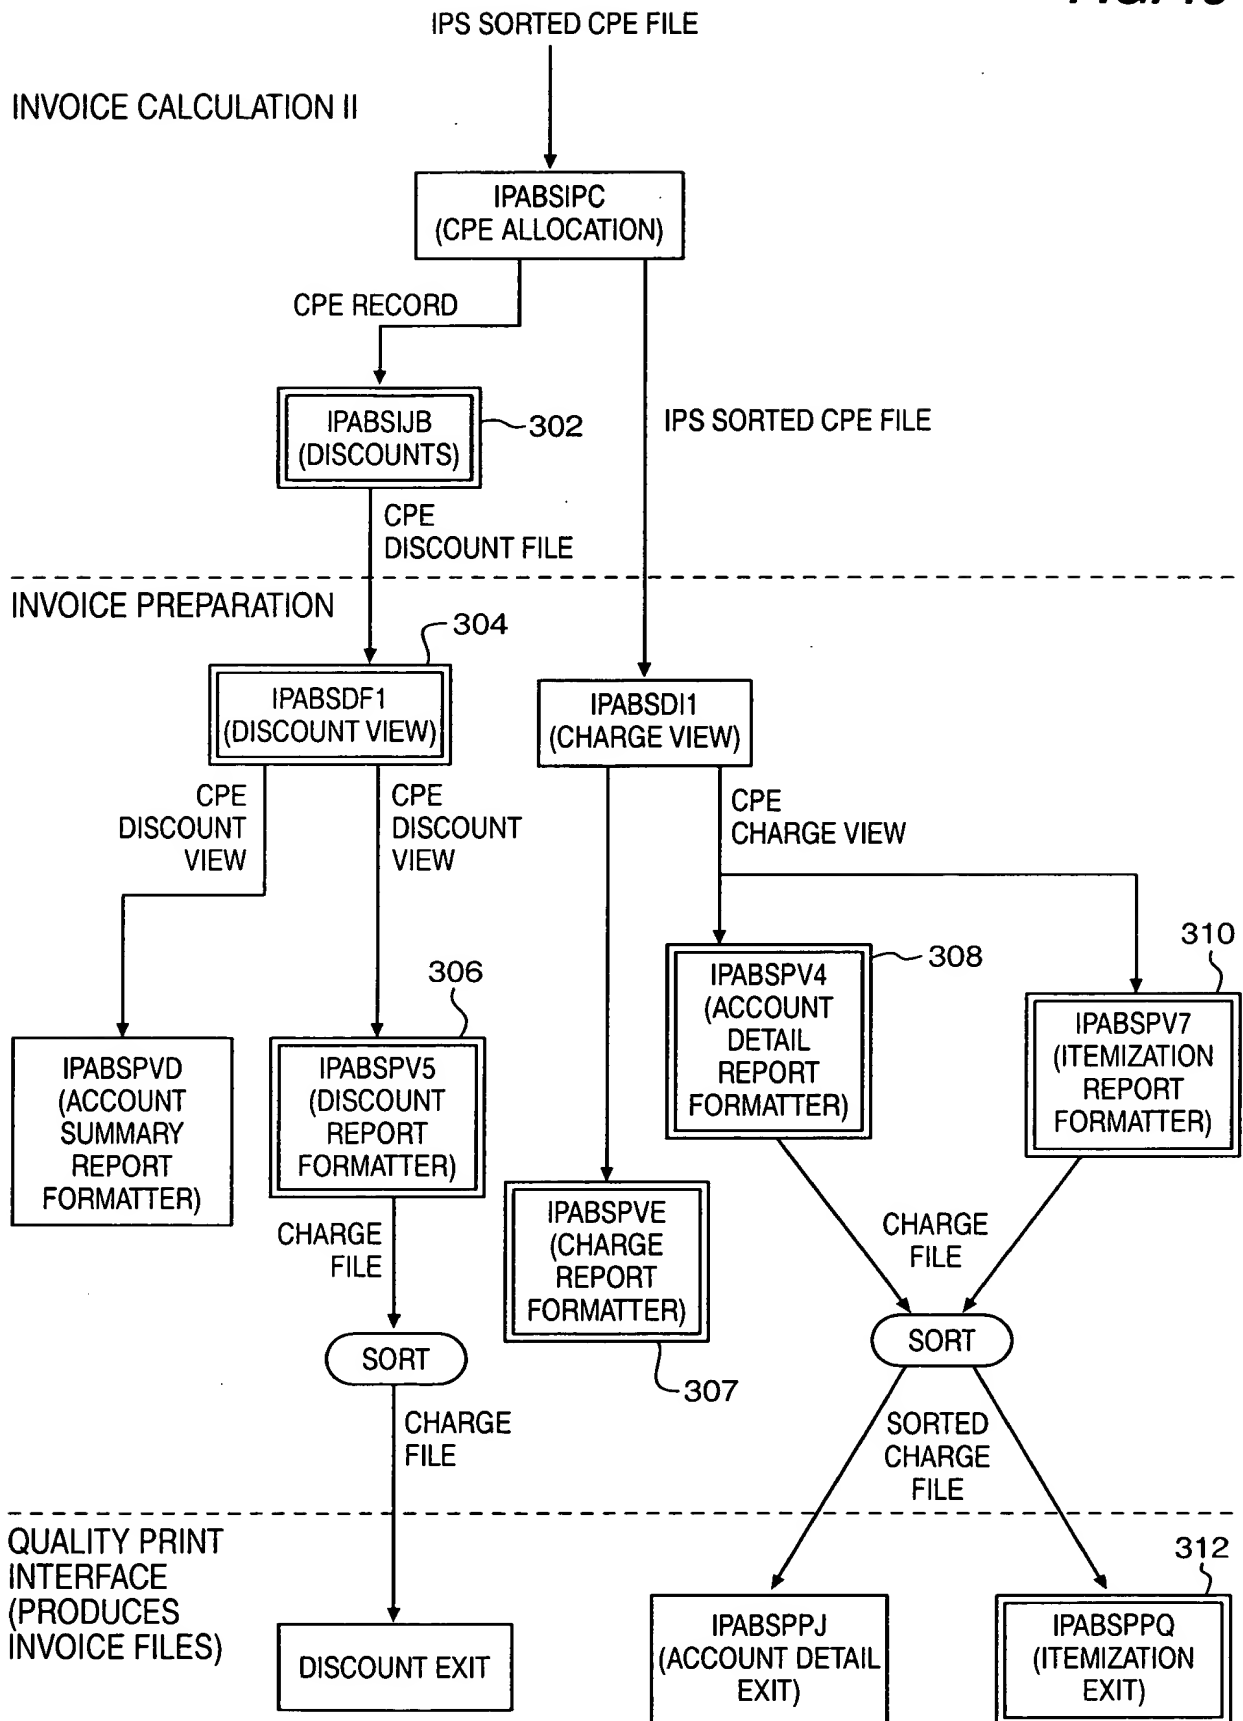 IPS SORTED CPE FILE
INVOICE CALCULATION II
IPABSIPC
(CPE ALLOCATION)
CPE RECORD
IPABSIJB
(DISCOUNTS)
302
IPS SORTED CPE FILE
CPE
DISCOUNT FILE
INVOICE PREPARATION
304
IPABSDF1
(DISCOUNT VIEW)
IPABSDI1
(CHARGE VIEW)
CPE
DISCOUNT
VIEW
CPE
DISCOUNT
VIEW
CPE
CHARGE VIEW
306
308
310
IPABSPVD
(ACCOUNT
SUMMARY
REPORT
FORMATTER)
IPABSPV5
(DISCOUNT
REPORT
FORMATTER)
IPABSPV4
(ACCOUNT
DETAIL
REPORT
FORMATTER)
IPABSPV7
(ITEMIZATION
REPORT
FORMATTER)
IPABSPVE
(CHARGE
REPORT
FORMATTER)
307
CHARGE
FILE
CHARGE
FILE
SORT
SORT
CHARGE
FILE
SORTED
CHARGE
FILE
QUALITY PRINT
INTERFACE
(PRODUCES
INVOICE FILES)
312
DISCOUNT EXIT
IPABSPPJ
(ACCOUNT DETAIL
EXIT)
IPABSPPQ
(ITEMIZATION
EXIT)